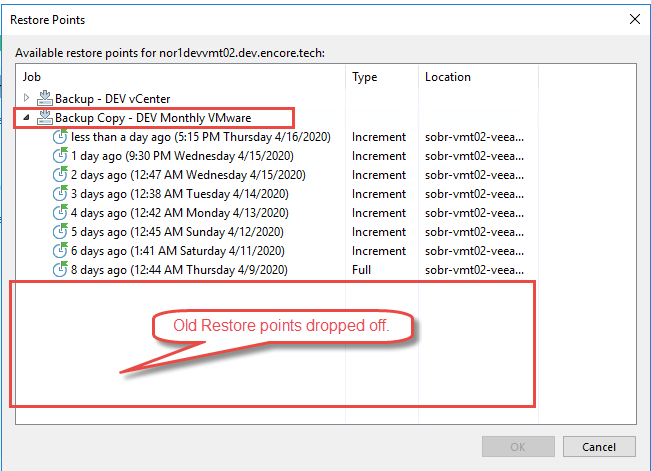 Restore Points
Available restore points for nor1devvmt02.dev.encore.tech:
Job Type Location
Backup - DEV vCenter
Backup Copy - DEV Monthly VMware
less than a day ago (5:15 PM Thursday 4/16/2020) Increment sobr-vmt02-veea...
1 day ago (9:30 PM Wednesday 4/15/2020) Increment sobr-vmt02-veea...
2 days ago (12:47 AM Wednesday 4/15/2020) Increment sobr-vmt02-veea...
3 days ago (12:38 AM Tuesday 4/14/2020) Increment sobr-vmt02-veea...
4 days ago (12:42 AM Monday 4/13/2020) Increment sobr-vmt02-veea...
5 days ago (12:45 AM Sunday 4/12/2020) Increment sobr-vmt02-veea...
6 days ago (1:41 AM Saturday 4/11/2020) Increment sobr-vmt02-veea...
8 days ago (12:44 AM Thursday 4/9/2020) Full sobr-vmt02-veea...
Old Restore points dropped off.
OK Cancel